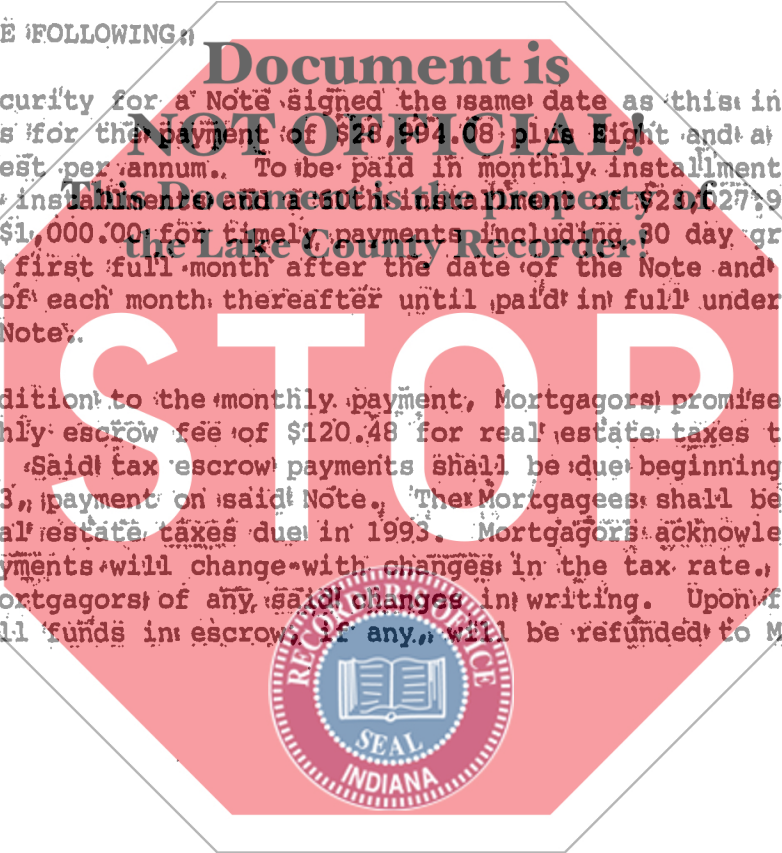 E FOLLOWING:
Document is
curity for a Note signed the same date as this in
NOT OFFICIAL!
s for the payment of $28,994.08 plus Eight and a
est per annum. To be paid in monthly installment
This Document is the property of
installments and a 60th installment of
$1,000.00 for timely payments including 30 day gr
the Lake County Recorder!
first full month after the date of the Note and
of each month thereafter until paid in full under
Note.
STOP
dition to the monthly payment, Mortgagors promise
hly escrow fee of $120.48 for real estate taxes t
Said tax escrow payments shall be due beginning
3, payment on said Note. The Mortgagees shall be
al estate taxes due in 1993. Mortgagors acknowle
yments will change with changes in the tax rate.
ortgagors of any said changes in writing. Upon f
ll funds in escrow, if any, will be refunded to M
RECORDER'S OFFICE
SEAL
INDIANA